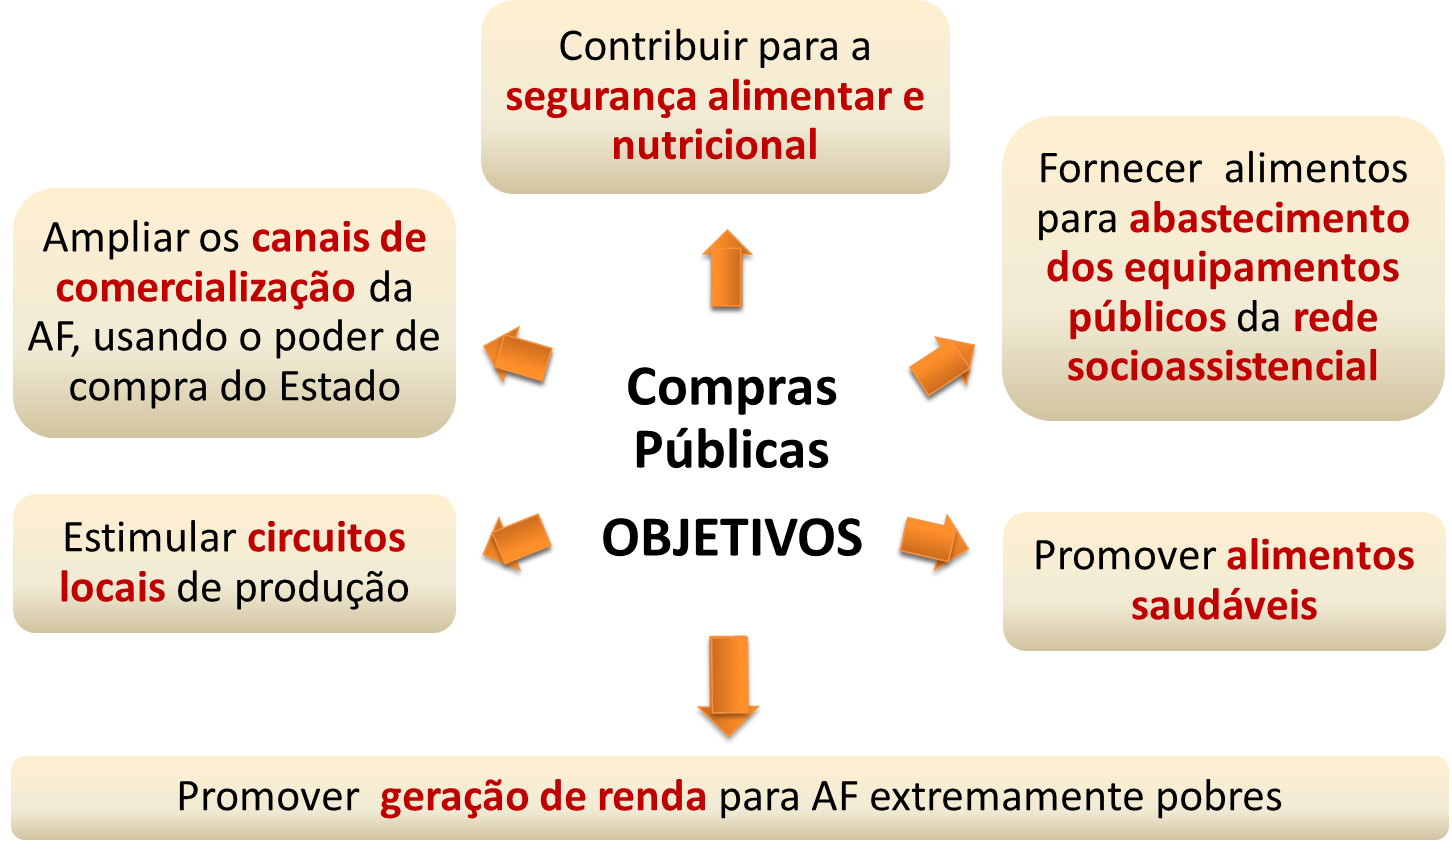 Contribuir para a
segurança alimentar e
nutricional
Ampliar os canais de
comercialização da
AF, usando o poder de
compra do Estado
Fornecer alimentos
para abastecimento
dos equipamentos
públicos da rede
socioassistencial
Compras
Públicas
OBJETIVOS
Estimular circuitos
locais de produção
Promover alimentos
saudáveis
Promover geração de renda para AF extremamente pobres